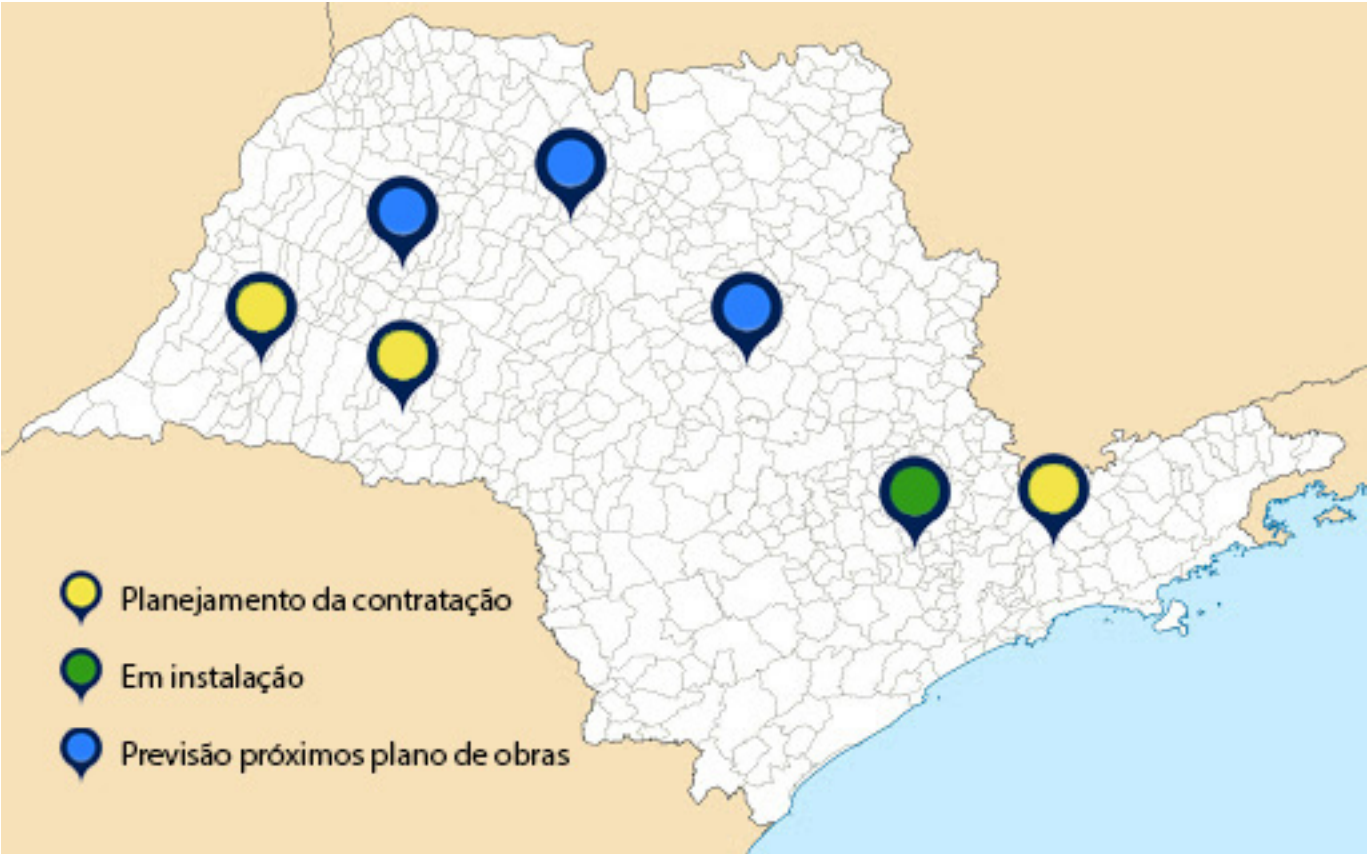 Planejamento da contratação
Em instalação
Previsão próximos plano de obras